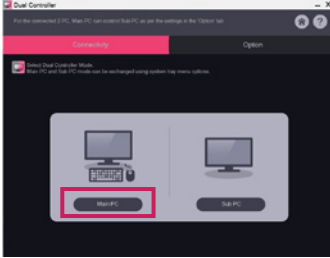 Dual Controller
For the connected 2 PC, Main PC can control Sub PC as per the settings in the 'Option' tab.
Connectivity
Option
Select Dual Controller Mode.
Main PC and Sub PC mode can be exchanged using system tray menu options.
Main PC
Sub PC